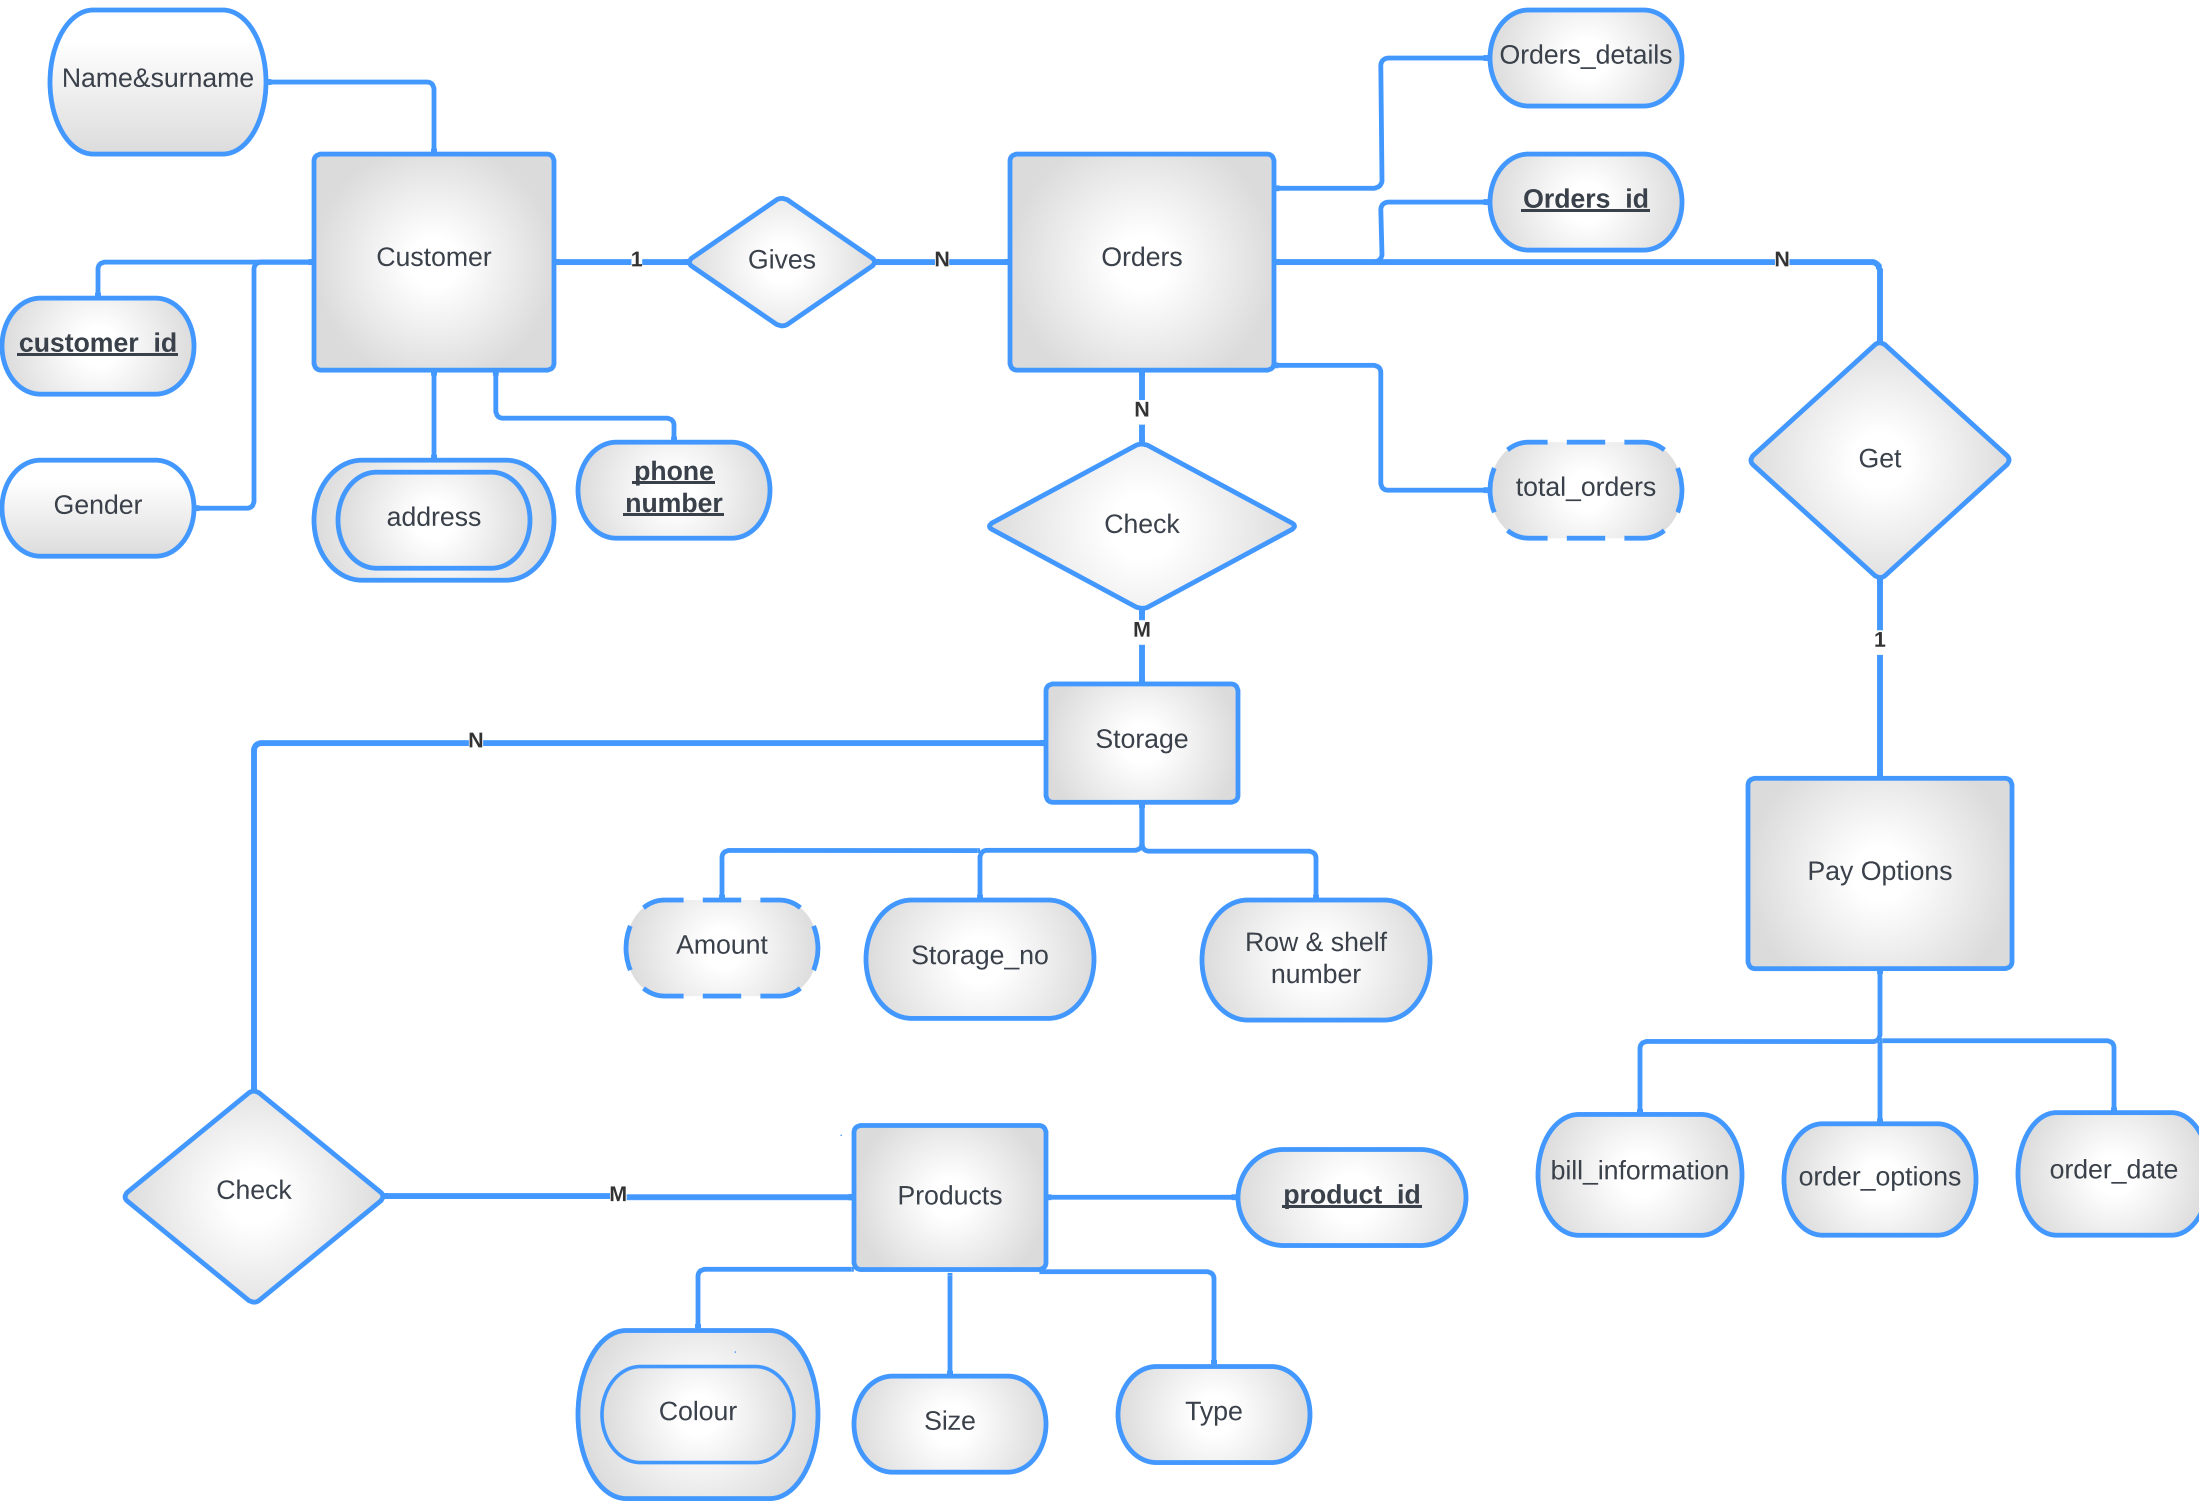 Orders_details
Name&surname
Orders_id
Customer
1
Gives
N
Orders
N
customer_id
N
Get
phone
number
total_orders
Gender
address
Check
M
1
N
Storage
Pay Options
Amount
Storage_no
Row & shelf
number
bill_information
order_options
order_date
Check
M
Products
product_id
Colour
Size
Type